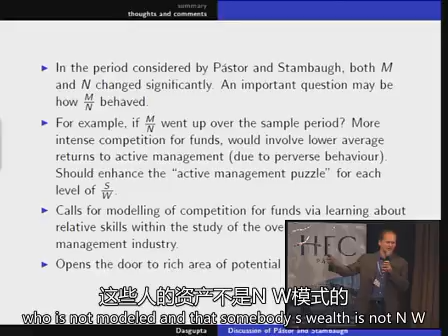 summary
thoughts and comments
In the period considered by Pástor and Stambaugh, both M
and N changed significantly. An important question may be
how M/N behaved.
For example, if M/N went up over the sample period? More
intense competition for funds, would involve lower average
returns to active management (due to perverse behaviour).
Should enhance the "active management puzzle" for each
level of S/W
Calls for modelling of competition for funds via learning about
relative skills within the study of the
management industry.
Opens the door to rich area of potential
HEC
这些人的资产不是N W模式的
who is not modeled and that somebody s wealth is not N W
Dasgupta
Discussion of Pástor and Stambaugh